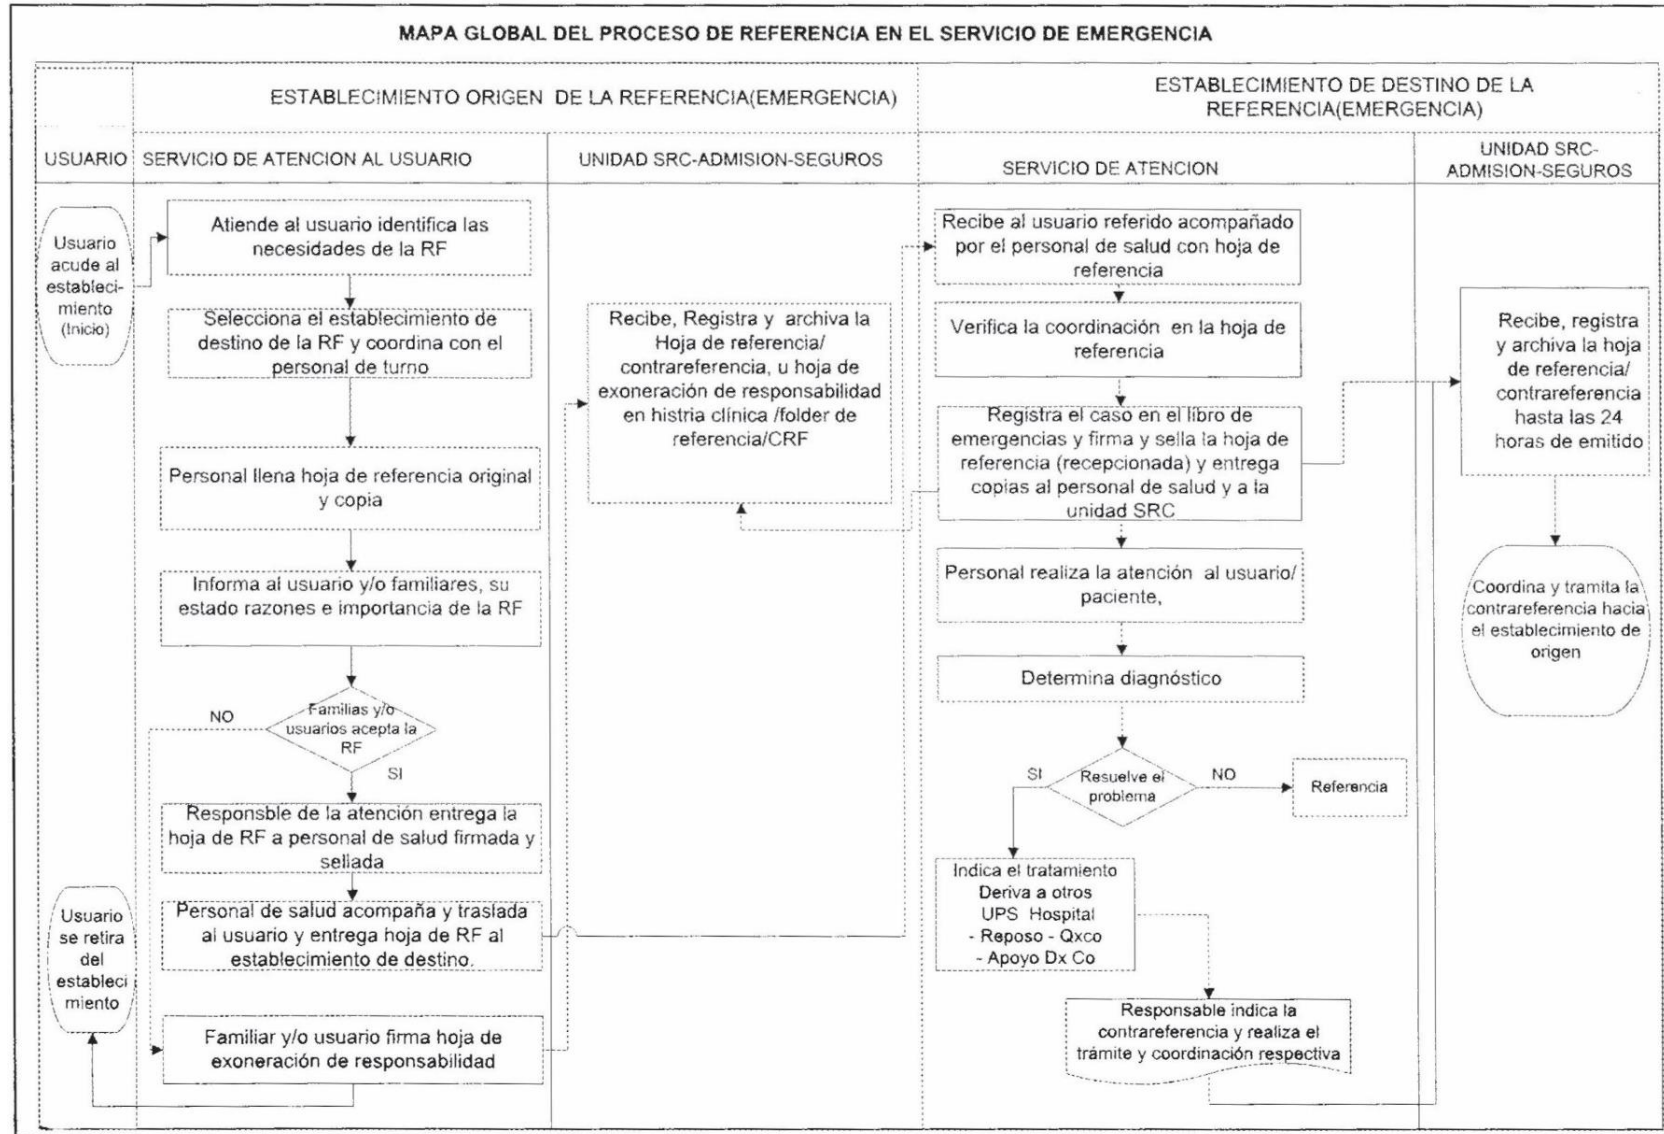 MAPA GLOBAL DEL PROCESO DE REFERENCIA EN EL SERVICIO DE EMERGENCIA
ESTABLECIMIENTO ORIGEN DE LA REFERENCIA(EMERGENCIA)
ESTABLECIMIENTO DE DESTINO DE LA
REFERENCIA(EMERGENCIA)
USUARIO
SERVICIO DE ATENCION AL USUARIO
UNIDAD SRC-ADMISION-SEGUROS
SERVICIO DE ATENCION
UNIDAD SRC-
ADMISION-SEGUROS
Usuario
acude al
estableci-
miento
(Inicio)
Atiende al usuario identifica las
necesidades de la RF
Selecciona el establecimiento de
destino de la RF y coordina con el
personal de turno
Personal llena hoja de referencia original
y copia
Informa al usuario y/o familiares, su
estado razones e importancia de la RF
Familias y/o
usuarios acepta la
RF
NO
SI
Responsble de la atención entrega la
hoja de RF a personal de salud firmada y
sellada
Personal de salud acompaña y traslada
al usuario y entrega hoja de RF al
establecimiento de destino.
Familiar y/o usuario firma hoja de
exoneración de responsabilidad
Usuario
se retira
del
estableci
miento
Recibe, Registra y archiva la
Hoja de referencia/
contrareferencia, u hoja de
exoneración de responsabilidad
en histria clínica /folder de
referencia/CRF
Recibe al usuario referido acompañado
por el personal de salud con hoja de
referencia
Verifica la coordinación en la hoja de
referencia
Registra el caso en el libro de
emergencias y firma y sella la hoja de
referencia (recepcionada) y entrega
copias al personal de salud y a la
unidad SRC
Personal realiza la atención al usuario/
paciente,
Determina diagnóstico
Resuelve el
problema
SI
NO
Referencia
Indica el tratamiento
Deriva a otros
UPS Hospital
- Reposo - Qxco
- Apoyo Dx Co
Responsable indica la
contrareferencia y realiza el
trámite y coordinación respectiva
Recibe, registra
y archiva la hoja
de referencia/
contrareferencia
hasta las 24
horas de emitido
Coordina y tramita la
contrareferencia hacia
el establecimiento de
origen